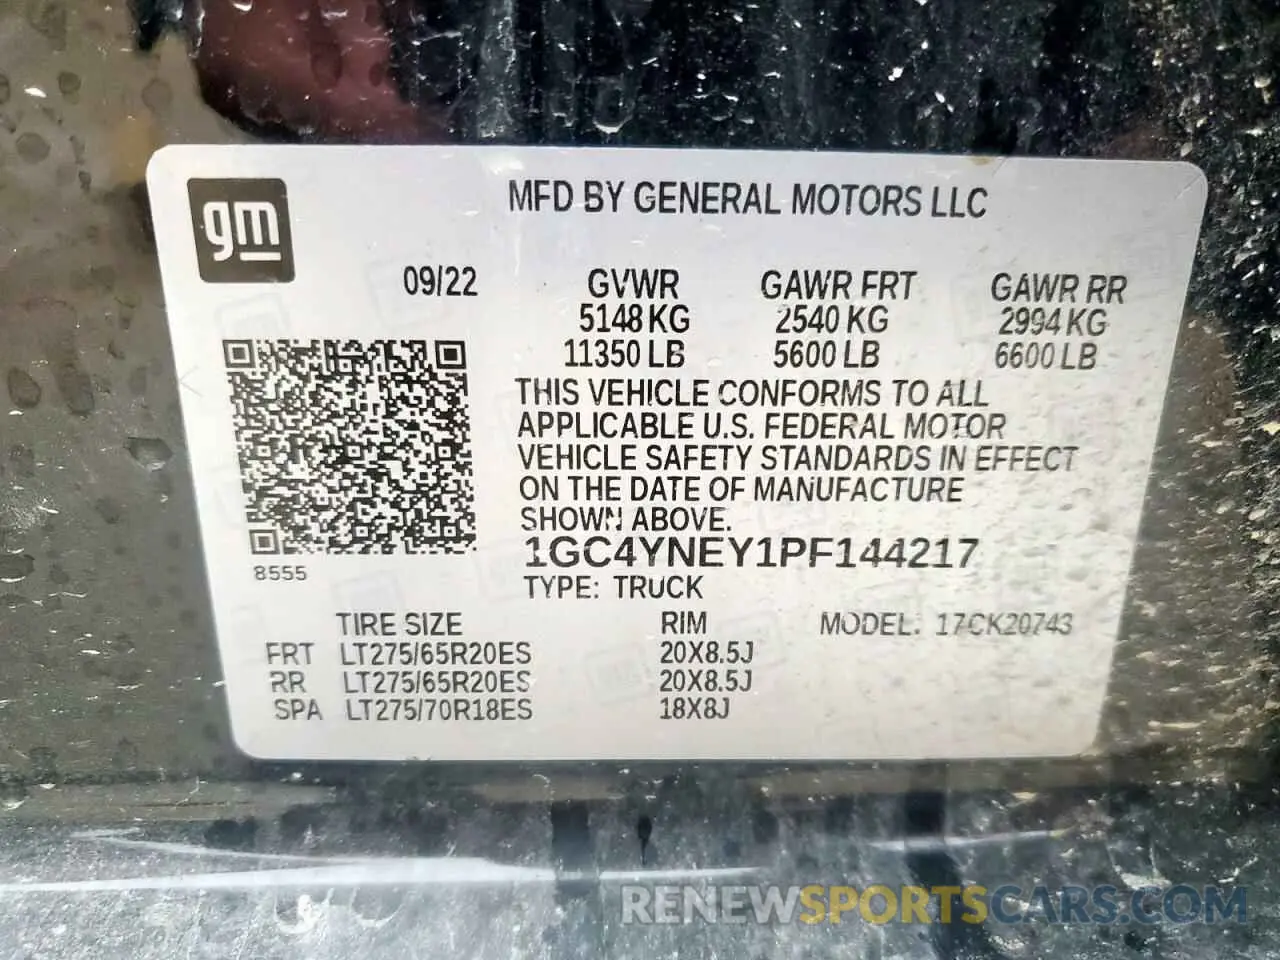 gm
MFD BY GENERAL MOTORS LLC
09/22
GVWR GAWR FRT GAWR RR
5148 KG 2540 KG 2994 KG
11350 LB 5600 LB 6600 LB
THIS VEHICLE CONFORMS TO ALL
APPLICABLE U.S. FEDERAL MOTOR
VEHICLE SAFETY STANDARDS IN EFFECT
ON THE DATE OF MANUFACTURE
SHOWN ABOVE.
1GC4YNEY1PF144217
8555
TYPE: TRUCK
TIRE SIZE RIM MODEL: 17CK20743
FRT LT275/65R20ES 20X8.5J
RR LT275/65R20ES 20X8.5J
SPA LT275/70R18ES 18X8J
RENEWSPORTSCARS.COM